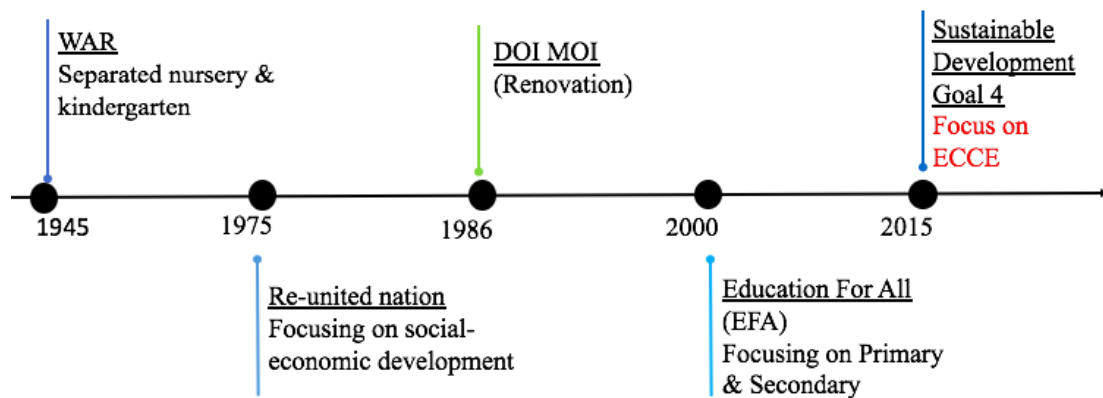 WAR
Separated nursery &
kindergarten
DOI MOI
(Renovation)
Sustainable
Development
Goal 4
Focus on
ECCE
1945
1975
1986
2000
2015
Re-united nation
Focusing on social-
economic development
Education For All
(EFA)
Focusing on Primary
& Secondary